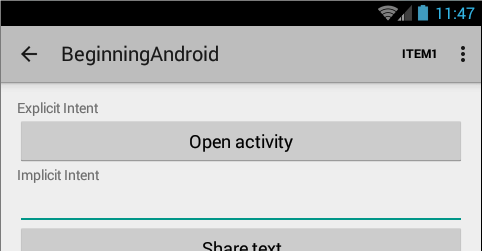 11:47
BeginningAndroid
ITEM1
Explicit Intent
Open activity
Implicit Intent
Share text